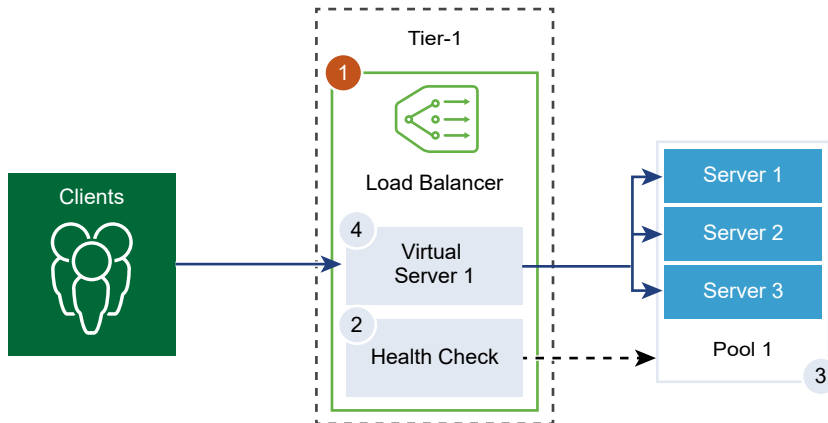 Tier-1
1
Load Balancer
Clients
4
Virtual
Server 1
2
Health Check
Server 1
Server 2
Server 3
Pool 1
3